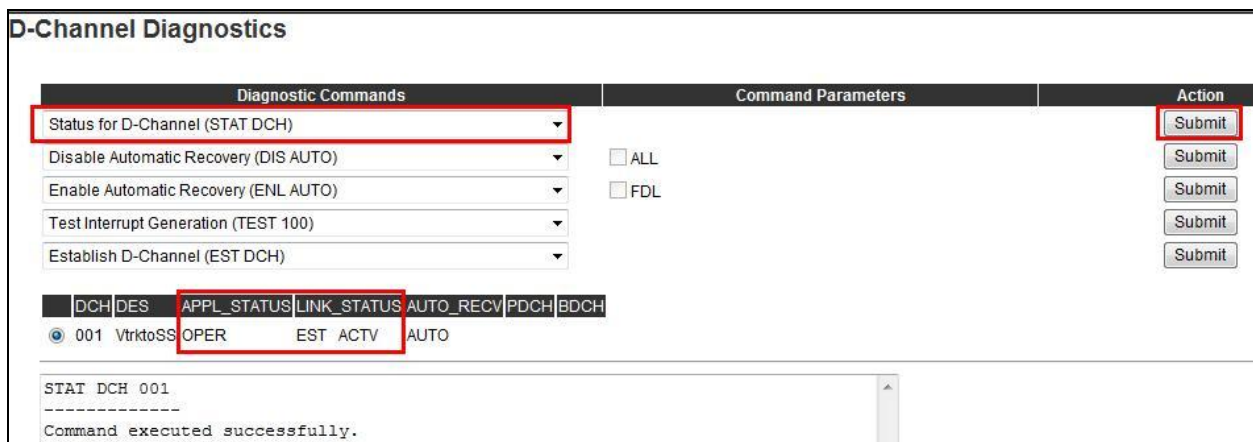 D-Channel Diagnostics
Diagnostic Commands Command Parameters Action
Status for D-Channel (STAT DCH) Submit
Disable Automatic Recovery (DIS AUTO) ALL Submit
Enable Automatic Recovery (ENL AUTO) FDL Submit
Test Interrupt Generation (TEST 100) Submit
Establish D-Channel (EST DCH) Submit
DCH DES APPL_STATUS LINK_STATUS AUTO_RECV PDCH BDCH
001 VtrktoSS OPER EST ACTV AUTO
STAT DCH 001
-------------
Command executed successfully.